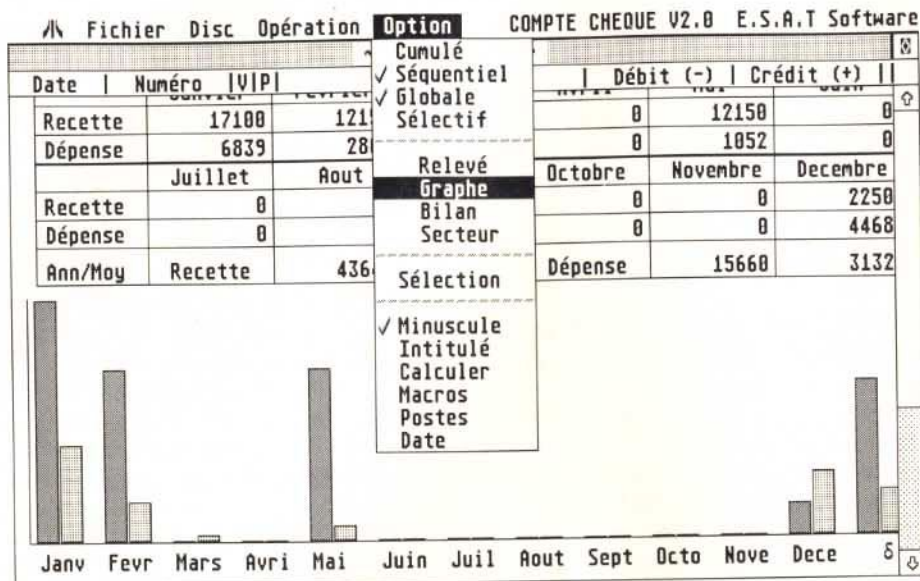 Fichier Disc Opération Option COMPTE CHEQUE V2.0 E.S.A.T Software
Date | Numéro |V|P| | Débit (-) | Crédit (+) ||
Recette 17100 121 0 12150 0
Dépense 6839 28 0 1052 0
Juillet Aout Octobre Novembre Decembre
Recette 0 0 0 2250
Dépense 0 0 0 4468
Ann/Moy Recette 436 Dépense 15660 3132
Cumulé
✓ Séquentiel
✓ Globale
Sélectif
Relevé
Graphe
Bilan
Secteur
Sélection
✓ Minuscule
Intitulé
Calculer
Macros
Postes
Date
Janv Fevr Mars Avri Mai Juin Juil Aout Sept Octo Nove Dece δ